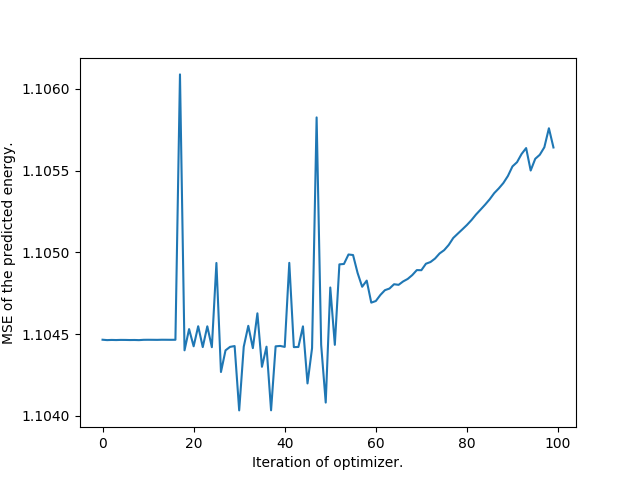 MSE of the predicted energy.
1.1060
1.1055
1.1050
1.1045
1.1040
0 20 40 60 80 100
Iteration of optimizer.